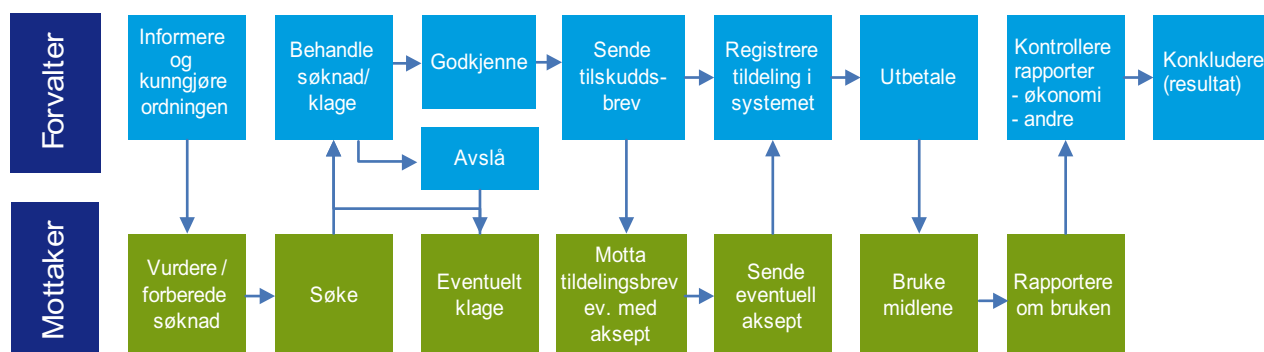 Forvalter
Informere
og
kunngjøre
ordningen
Behandle
søknad/
klage
Godkjenne
Avslå
Sende
tilskudds-
brev
Registrere
tildeling i
systemet
Utbetale
Kontrollere
rapporter
- økonomi
- andre
Konkludere
(resultat)
Mottaker
Vurdere /
forberede
søknad
Søke
Eventuelt
klage
Motta
tildelingsbrev
ev. med
aksept
Sende
eventuell
aksept
Bruke
midlene
Rapportere
om bruken